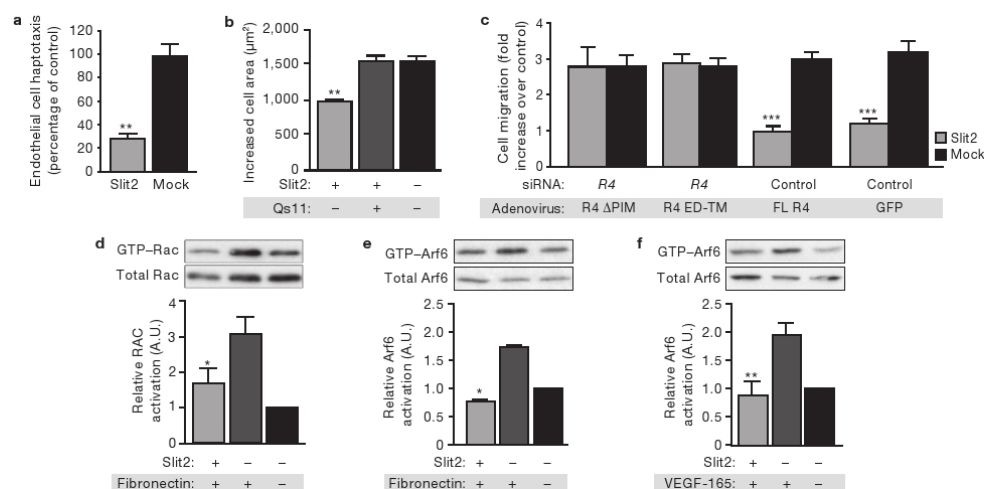 a
Endothelial cell haptotaxis
(percentage of control)
120
100
80
60
40
20
0
**
Slit2 Mock
b
Increased cell area (µm²)
2,000
1,500
1,000
500
0
**
Slit2: + + –
Qs11: – + –
c
Cell migration (fold
increase over control)
4
3
2
1
0
***
***
Slit2
Mock
siRNA: R4 R4 Control Control
Adenovirus: R4 ΔPIM R4 ED-TM FL R4 GFP
d
GTP–Rac
Total Rac
Relative RAC
activation (A.U.)
4
3
2
1
0
*
Slit2: + – –
Fibronectin: + + –
e
GTP–Arf6
Total Arf6
Relative Arf6
activation (A.U.)
2.5
2.0
1.5
1.0
0.5
0
*
Slit2: + – –
Fibronectin: + + –
f
GTP–Arf6
Total Arf6
Relative Arf6
activation (A.U.)
2.5
2.0
1.5
1.0
0.5
0
**
Slit2: + – –
VEGF-165: + + –